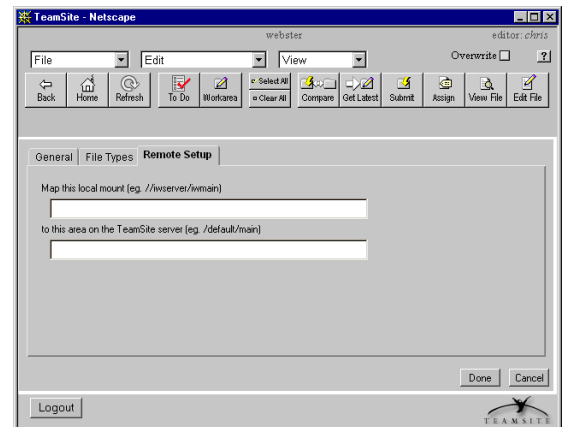 TeamSite - Netscape
webster
editor: chris
File
Edit
View
Overwrite
?
Back
Home
Refresh
To Do
Workarea
Select All
Clear All
Compare
Get Latest
Submit
Assign
View File
Edit File
General
File Types
Remote Setup
Map this local mount (eg. //iwserver/iwmain)
to this area on the TeamSite server (eg. /default/main)
Done
Cancel
Logout
TEAMSITE